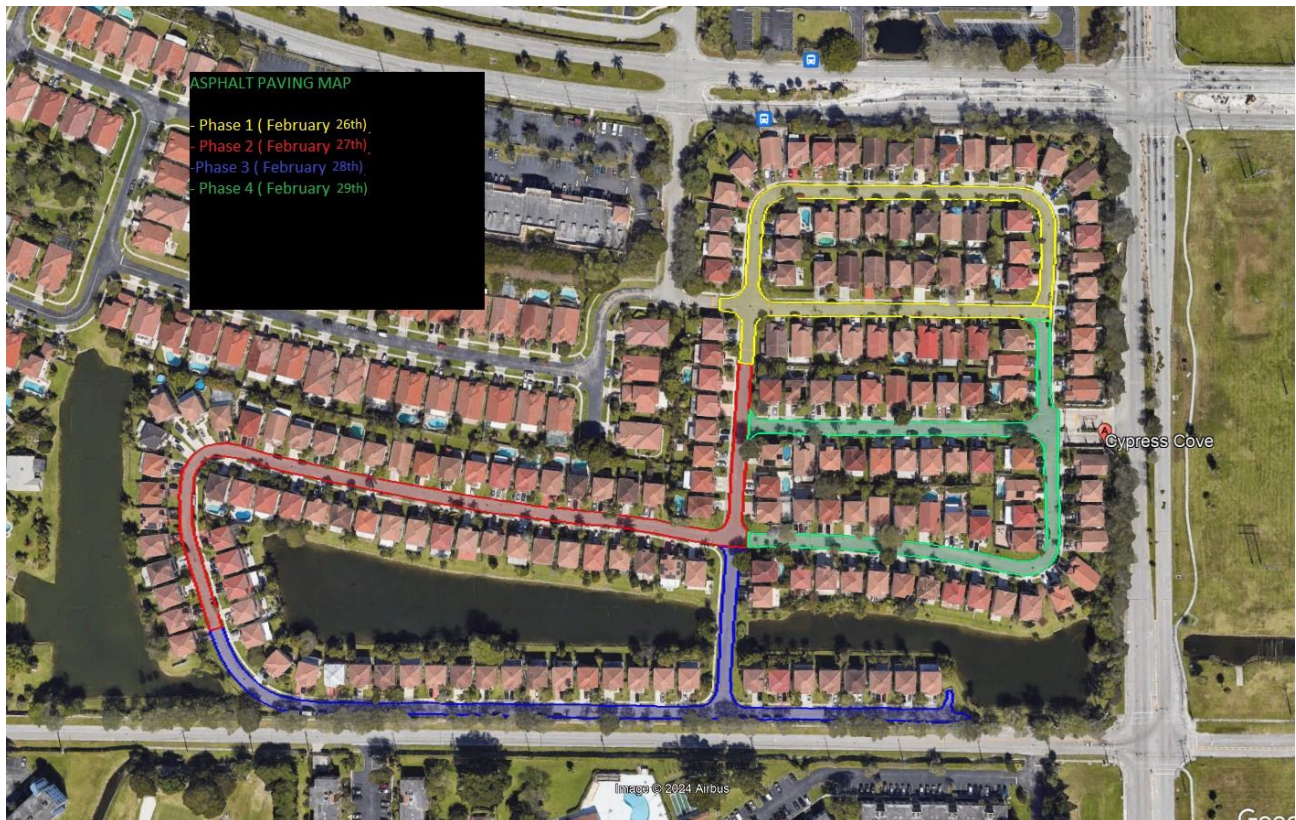 ASPHALT PAVING MAP
- Phase 1 ( February 26th)
- Phase 2 ( February 27th)
-Phase 3 ( February 28th)
- Phase 4 ( February 29th)
A
Cypress Cove
Image © 2024 Airbus